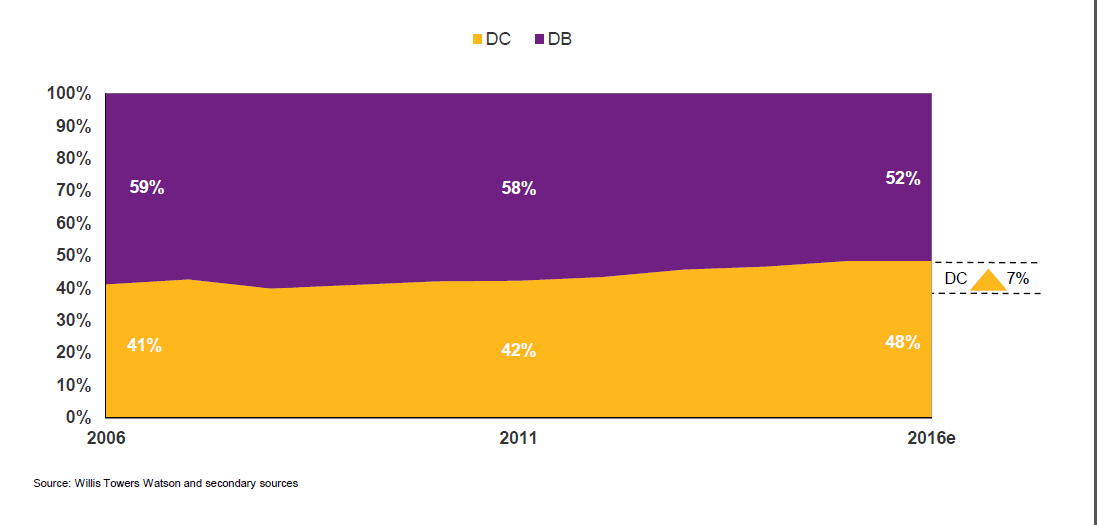 DC DB
100%
90%
80%
70%
60%
50%
40%
30%
20%
10%
0%
59% 58% 52%
41% 42% 48%
DC 7%
2006 2011 2016e
Source: Willis Towers Watson and secondary sources